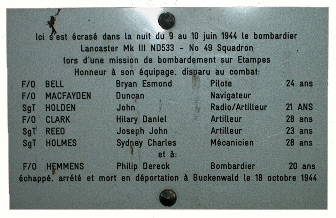 Ici s'est écrasé dans la nuit du 9 au 10 juin 1944 le bombardier
Lancaster Mk III ND533 - No 49 Squadron
lors d'une mission de bombardement sur Etampes
Honneur à son équipage, disparu au combat:
F/O BELL Bryan Esmond Pilote 24 ans
F/O MACFAYDEN Duncan Navigateur
SgT HOLDEN John Radio/Artilleur 21 ANS
F/O CLARK Hilary Daniel Artilleur 28 ans
SgT REED Joseph John Artilleur 23 ans
SgT HOLMES Sydney Charles Mécanicien 28 ans
et à:
F/O HEMMENS Philip Dereck Bombardier 20 ans
échappé, arrêté et mort en déportation à Buckenwald le 18 octobre 1944